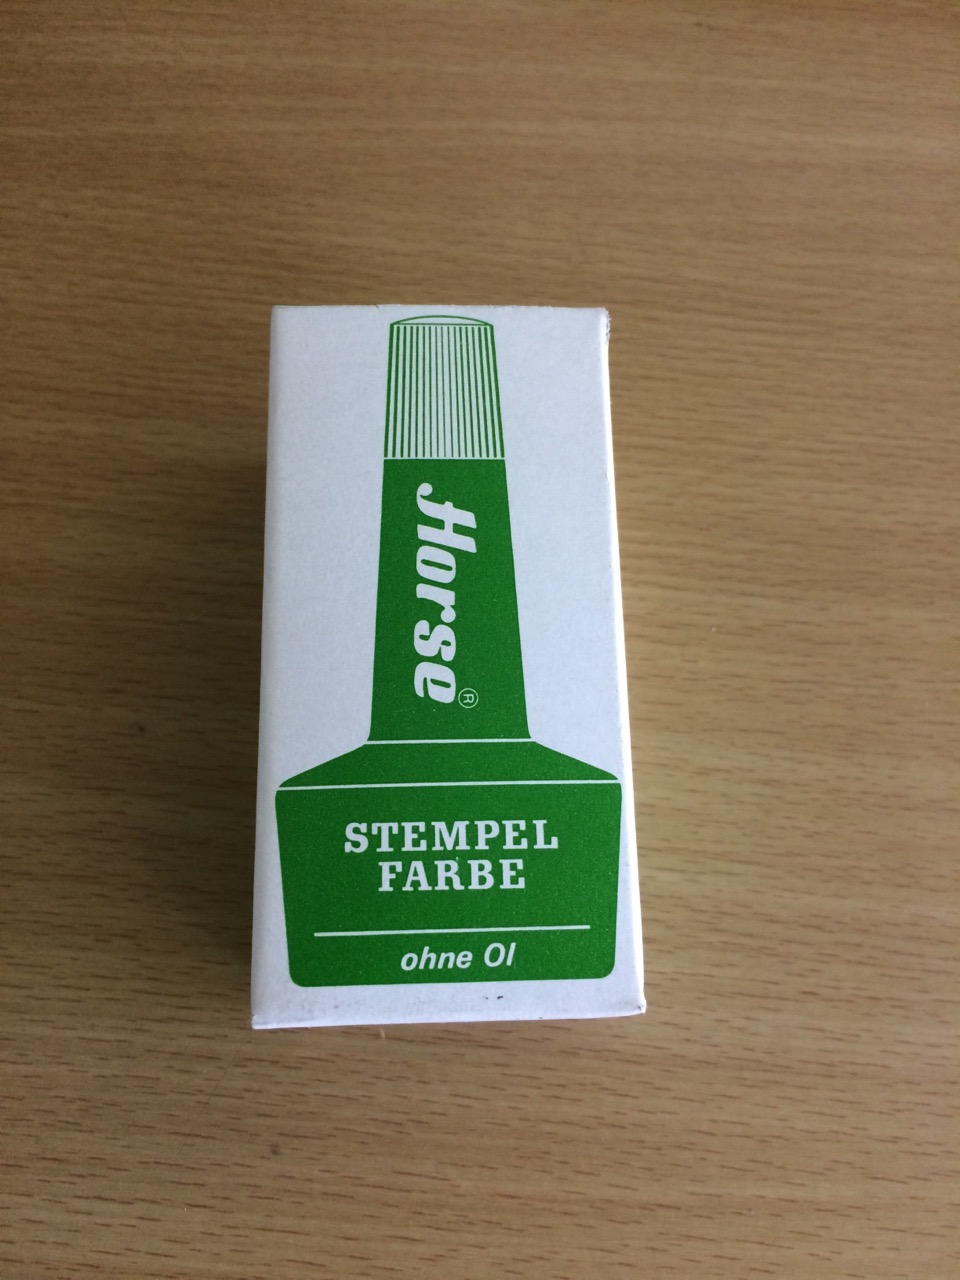 Horse®
STEMPEL
FARBE
ohne Ol